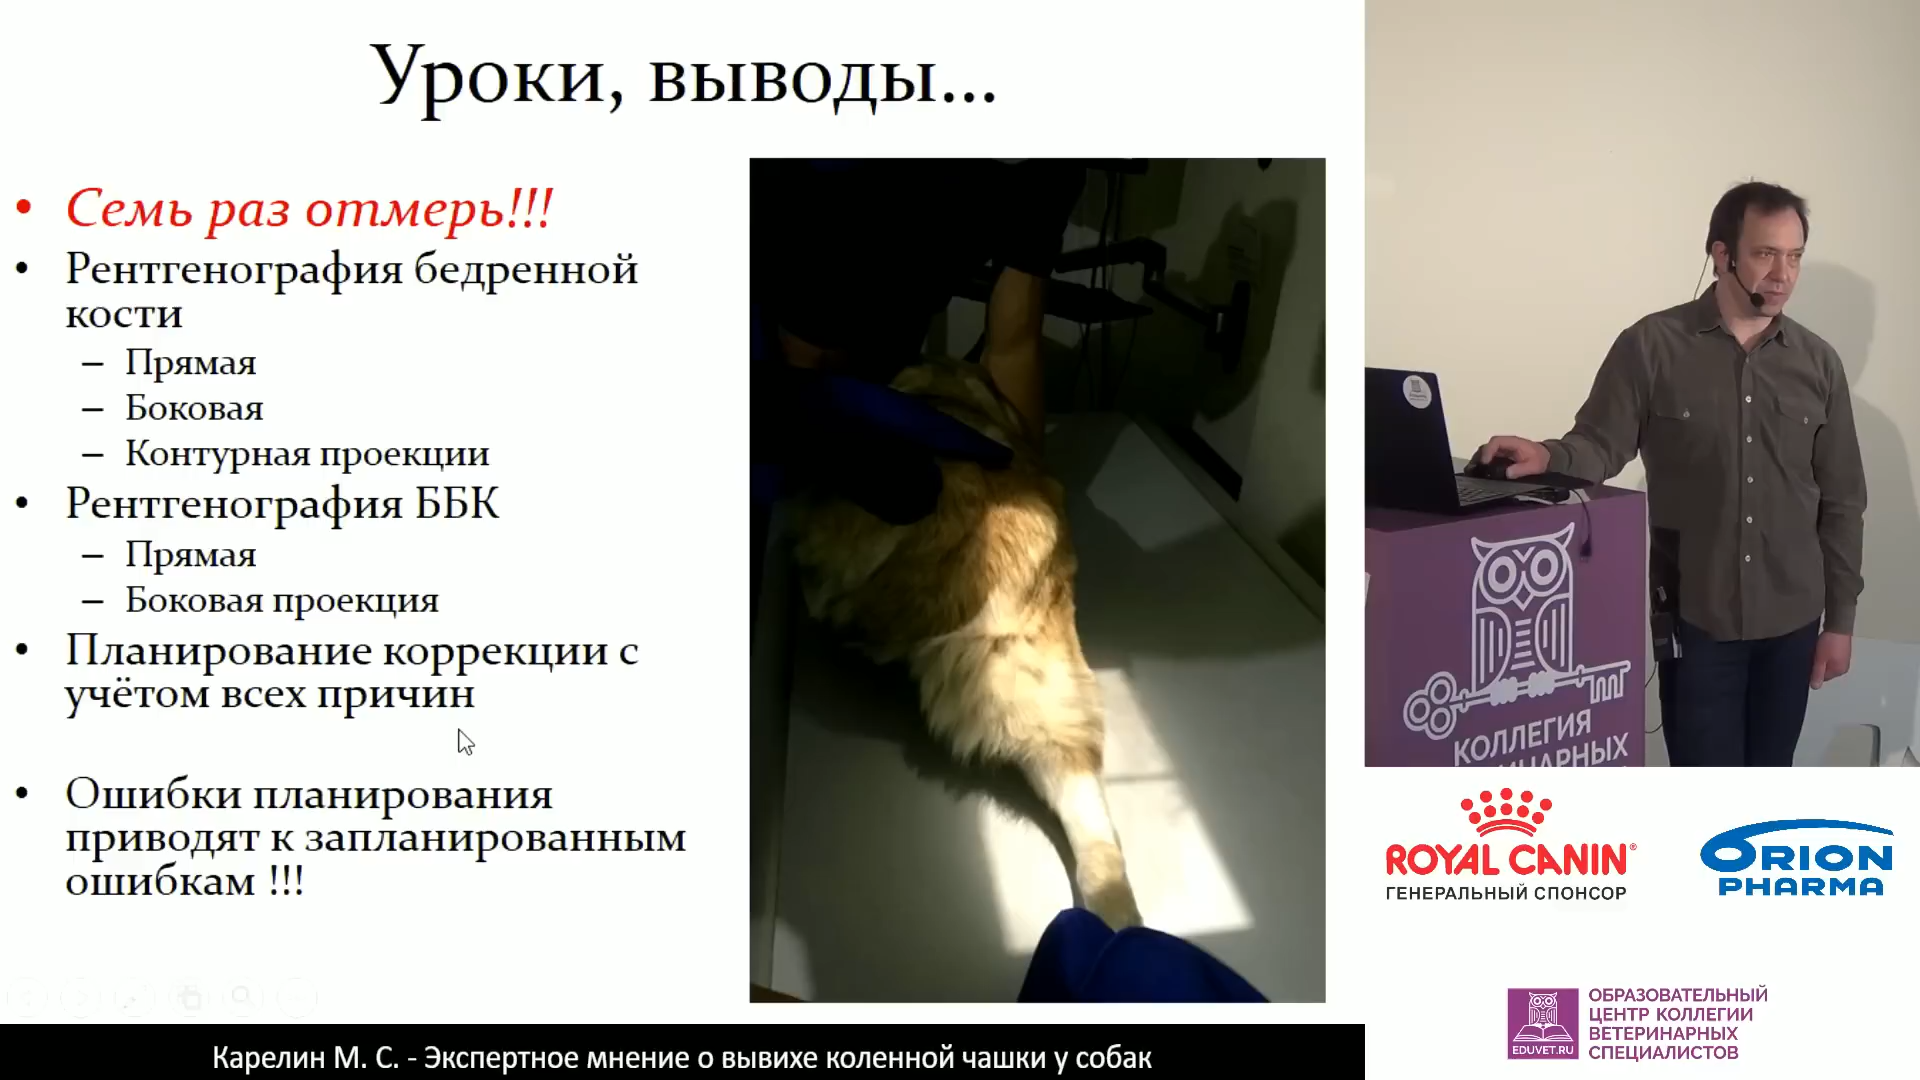 Уроки, выводы...
• Семь раз отмерь!!!
• Рентгенография бедренной
кости
– Прямая
– Боковая
– Контурная проекции
• Рентгенография ББК
– Прямая
– Боковая проекция
• Планирование коррекции с
учётом всех причин
• Ошибки планирования
приводят к запланированным
ошибкам !!!
Карелин М. С. - Экспертное мнение о вывихе коленной чашки у собак
КОЛЛЕГИЯ
ROYAL CANIN®
ГЕНЕРАЛЬНЫЙ СПОНСОР
ORION
PHARMA
EDUVET.RU
ОБРАЗОВАТЕЛЬНЫЙ
ЦЕНТР КОЛЛЕГИИ
ВЕТЕРИНАРНЫХ
СПЕЦИАЛИСТОВ